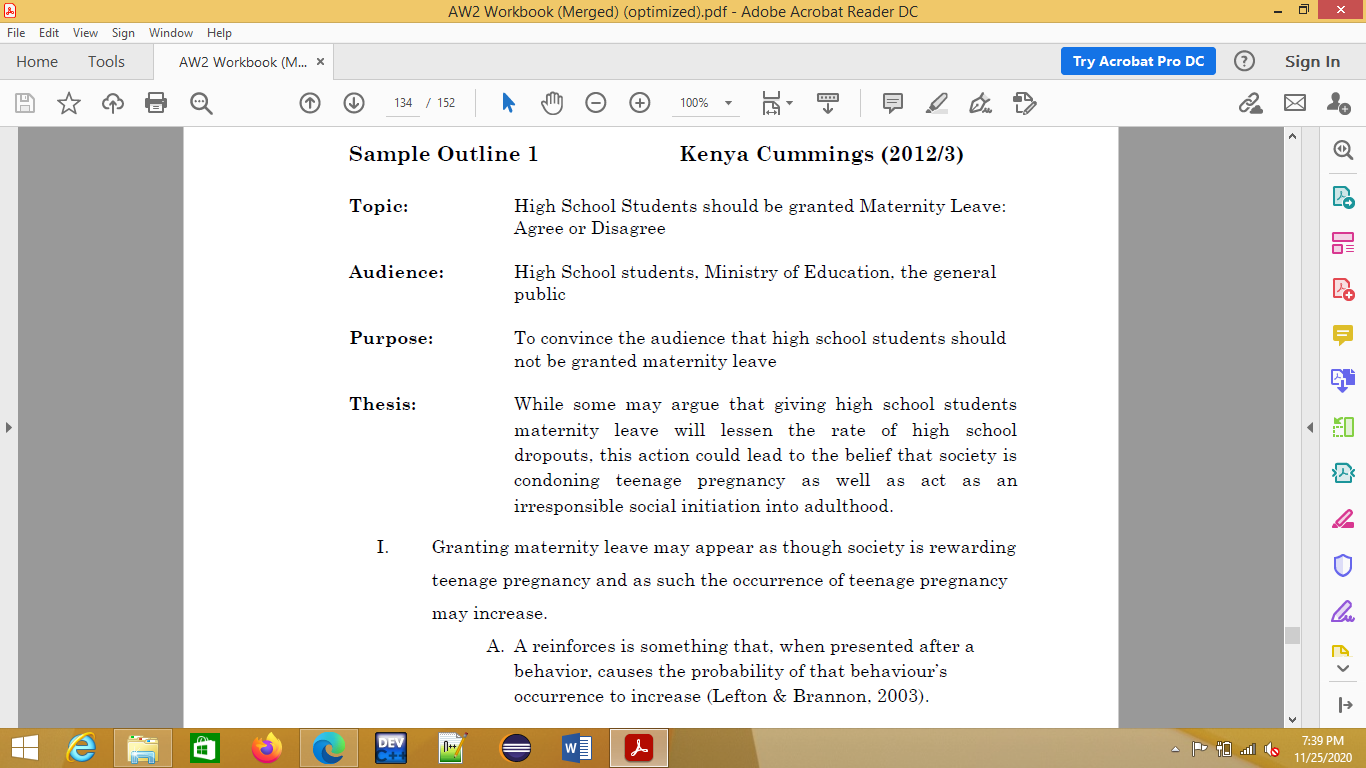 AW2 Workbook (Merged) (optimized).pdf - Adobe Acrobat Reader DC
File Edit View Sign Window Help
Home Tools AW2 Workbook (M... × Try Acrobat Pro DC ? Sign In
134 / 152 100%
Sample Outline 1 Kenya Cummings (2012/3)
Topic: High School Students should be granted Maternity Leave:
Agree or Disagree
Audience: High School students, Ministry of Education, the general
public
Purpose: To convince the audience that high school students should
not be granted maternity leave
Thesis: While some may argue that giving high school students
maternity leave will lessen the rate of high school
dropouts, this action could lead to the belief that society is
condoning teenage pregnancy as well as act as an
irresponsible social initiation into adulthood.
I. Granting maternity leave may appear as though society is rewarding
teenage pregnancy and as such the occurrence of teenage pregnancy
may increase.
A. A reinforces is something that, when presented after a
behavior, causes the probability of that behaviour's
occurrence to increase (Lefton & Brannon, 2003).
DEV C++
7:39 PM
11/25/2020